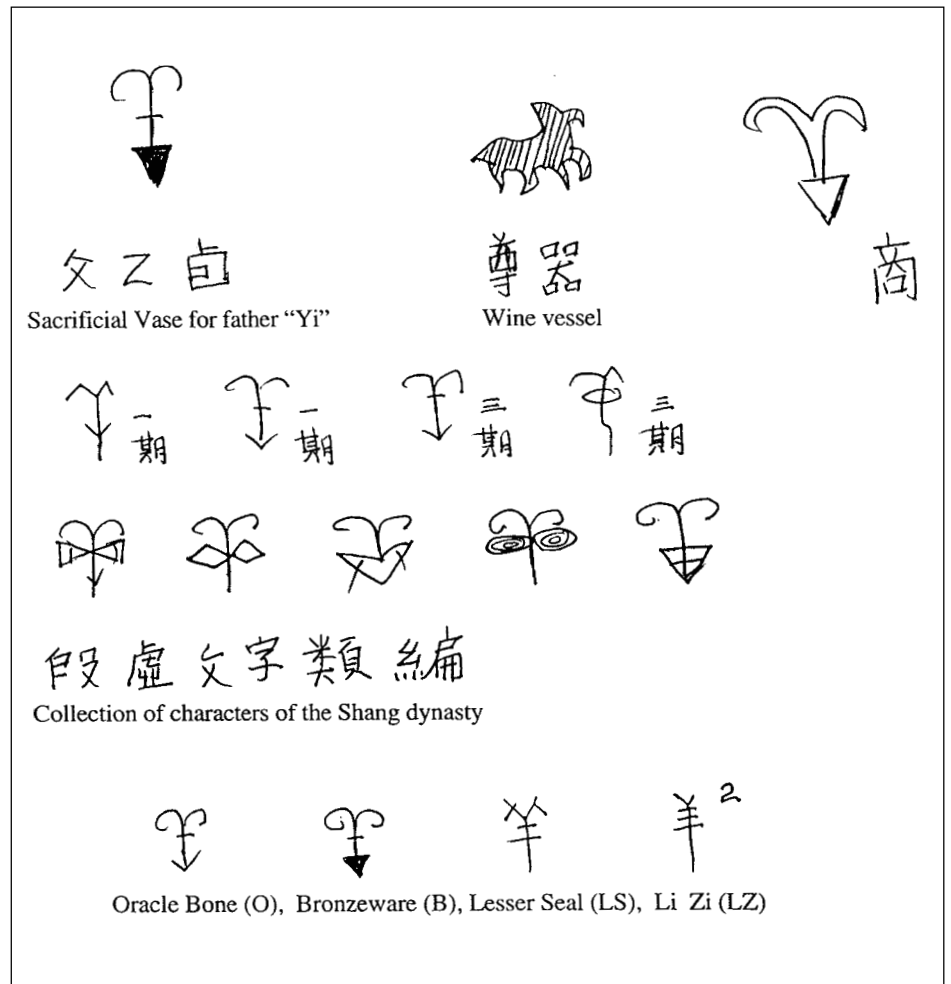 父乙卣 尊器 商
Sacrificial Vase for father “Yi” Wine vessel
一期 一期 三期 三期
殷虛文字類編
Collection of characters of the Shang dynasty
羊 2
Oracle Bone (O), Bronzeware (B), Lesser Seal (LS), Li Zi (LZ)